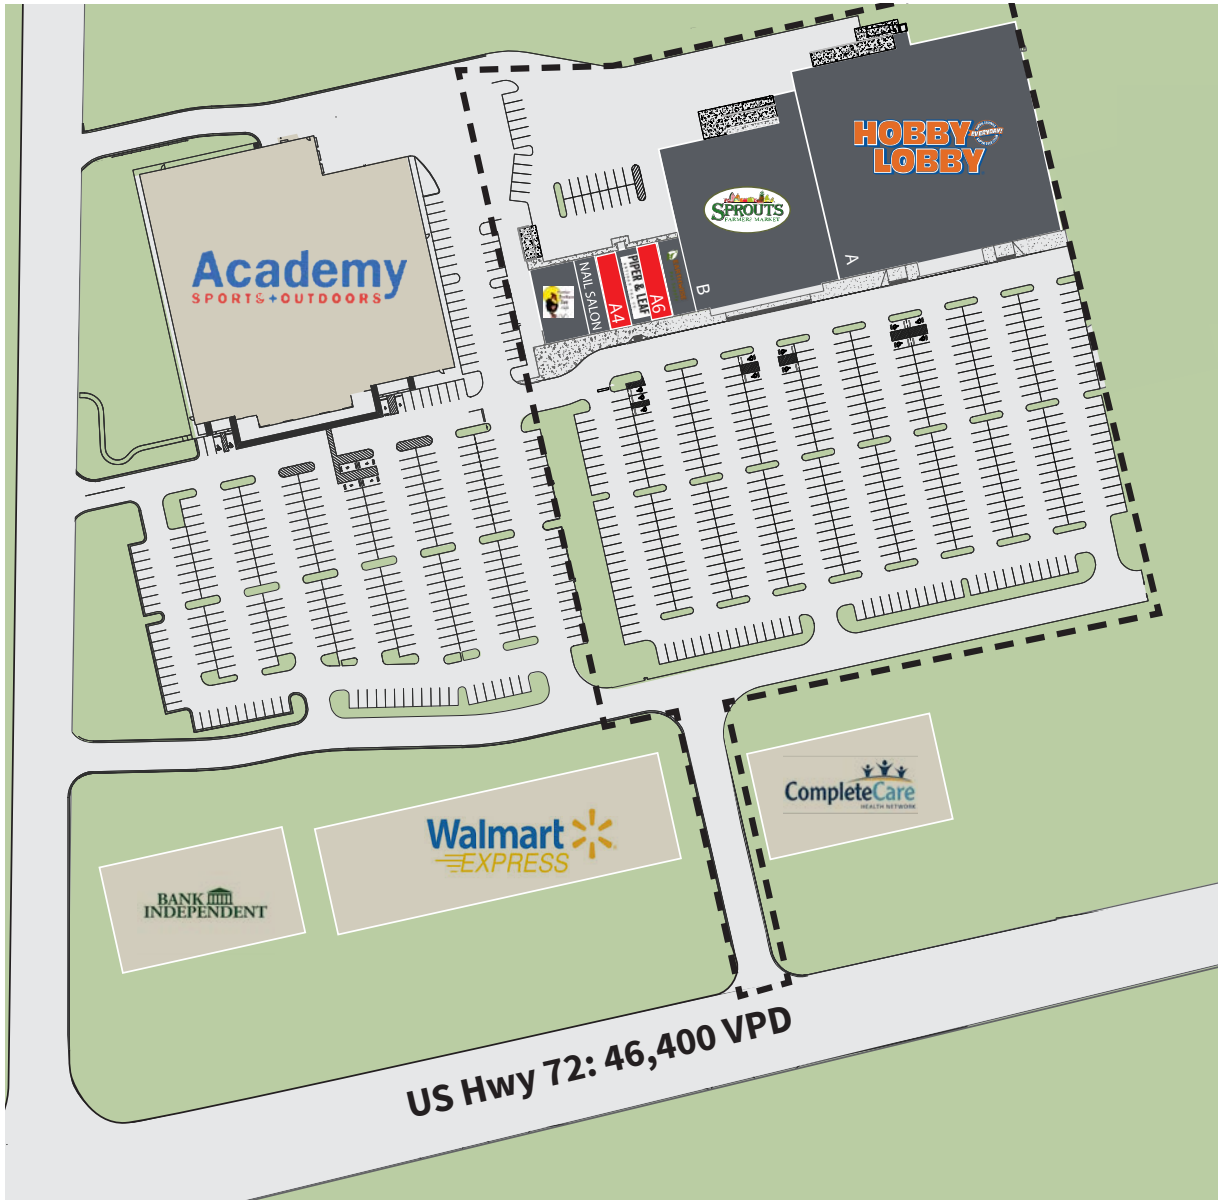 HOBBY
LOBBY
EVERYDAY!
SPROUTS
FARMERS MARKET
Academy
SPORTS+OUTDOORS
A
B
NAIL SALON
A4
PIPER & LEAF
A6
CompleteCare
HEALTH NETWORK
Walmart
EXPRESS
BANK
INDEPENDENT
US Hwy 72: 46,400 VPD